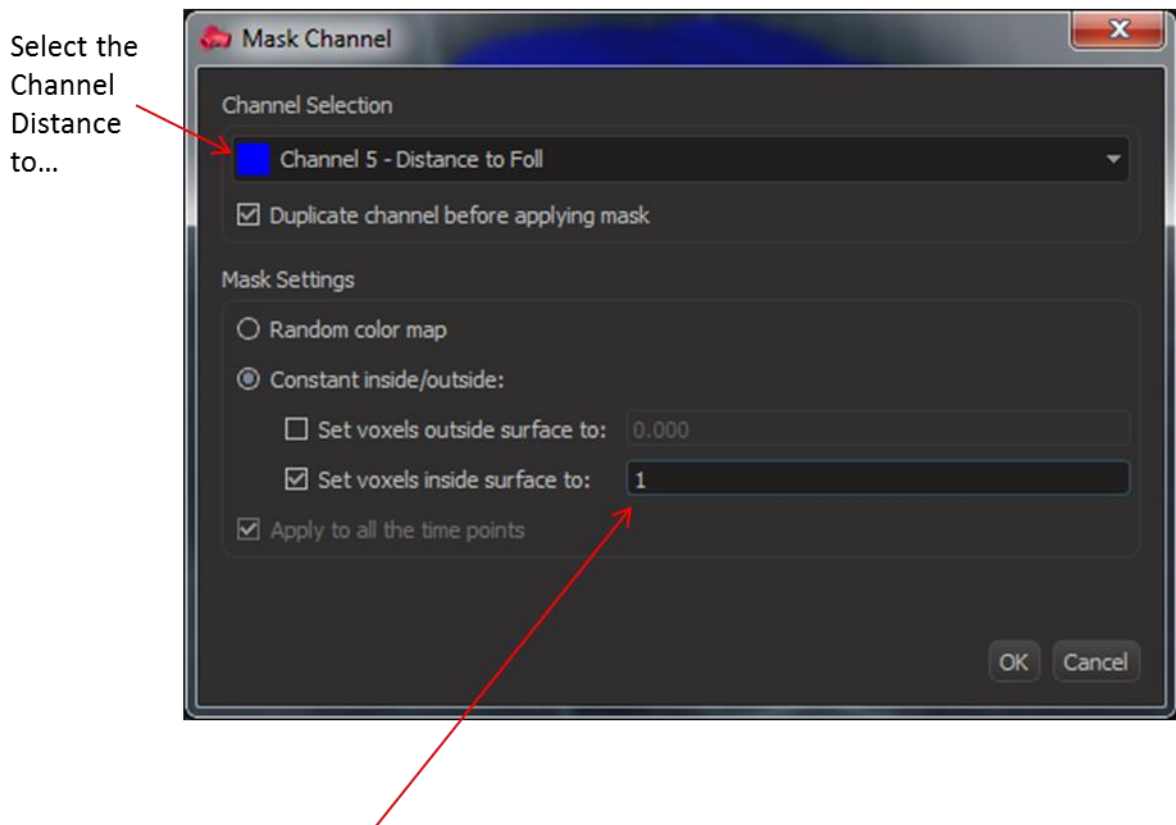 Select the
Channel
Distance
to...
Mask Channel
Channel Selection
Channel 5 - Distance to Foll
Duplicate channel before applying mask
Mask Settings
Random color map
Constant inside/outside:
Set voxels outside surface to: 0.000
Set voxels inside surface to: 1
Apply to all the time points
OK Cancel